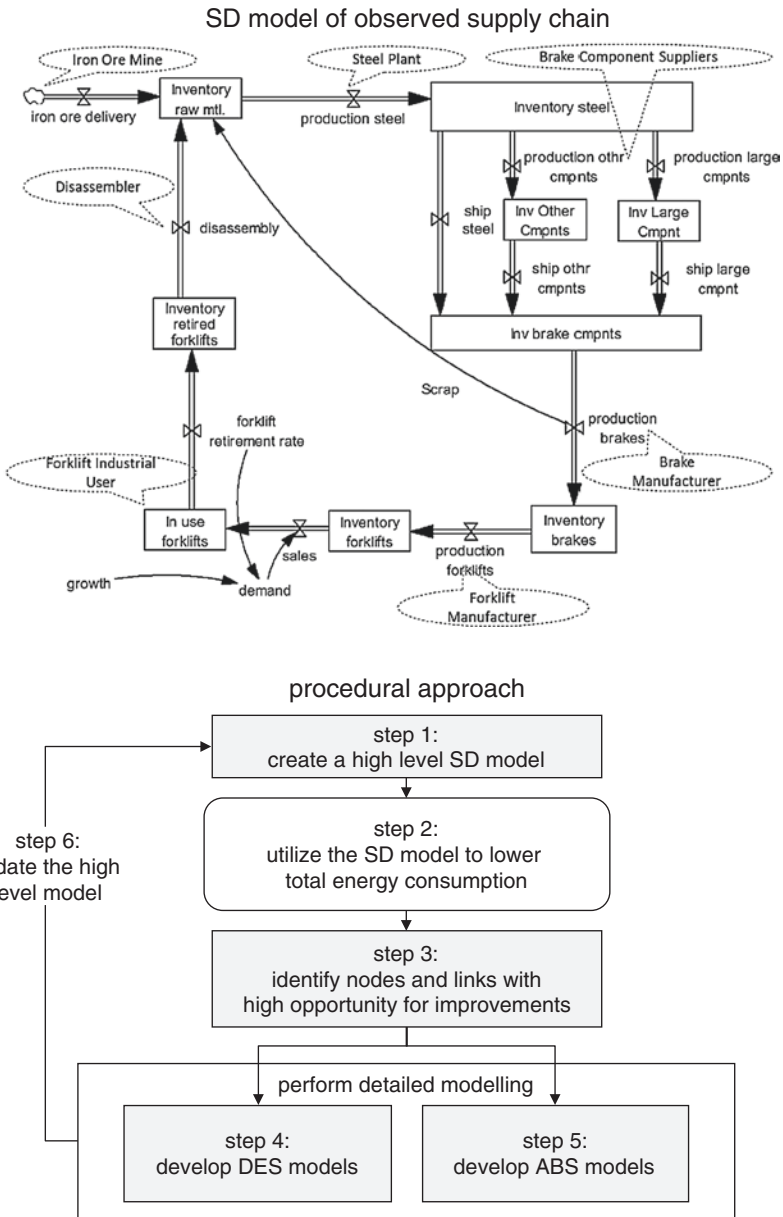 SD model of observed supply chain
Iron Ore Mine
Steel Plant
Brake Component Suppliers
Inventory
raw mtl.
Inventory steel
iron ore delivery
production steel
production othr
cmpnts
production large
cmpnts
Disassembler
disassembly
ship
steel
Inv Other
Cmpnts
Inv Large
Cmpnt
ship othr
cmpnts
ship large
cmpnt
Inventory
retired
forklifts
Inv brake cmpnts
Scrap
production
brakes
forklift
retirement rate
Forklift Industrial
User
Brake
Manufacturer
In use
forklifts
sales
Inventory
forklifts
production
forklifts
Inventory
brakes
growth
demand
Forklift
Manufacturer
procedural approach
step 1:
create a high level SD model
step 2:
utilize the SD model to lower
total energy consumption
step 6:
date the high
evel model
step 3:
identify nodes and links with
high opportunity for improvements
perform detailed modelling
step 4:
develop DES models
step 5:
develop ABS models